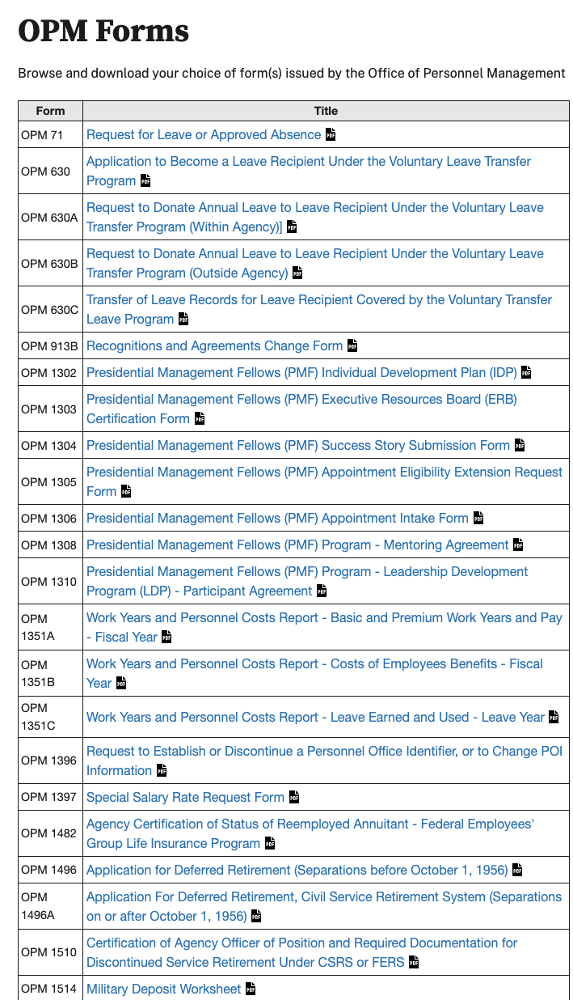 OPM Forms
Browse and download your choice of form(s) issued by the Office of Personnel Management
Form Title
OPM 71 Request for Leave or Approved Absence
OPM 630 Application to Become a Leave Recipient Under the Voluntary Leave Transfer
Program
OPM 630A Request to Donate Annual Leave to Leave Recipient Under the Voluntary Leave
Transfer Program (Within Agency)]
OPM 630B Request to Donate Annual Leave to Leave Recipient Under the Voluntary Leave
Transfer Program (Outside Agency)
OPM 630C Transfer of Leave Records for Leave Recipient Covered by the Voluntary Transfer
Leave Program
OPM 913B Recognitions and Agreements Change Form
OPM 1302 Presidential Management Fellows (PMF) Individual Development Plan (IDP)
OPM 1303 Presidential Management Fellows (PMF) Executive Resources Board (ERB)
Certification Form
OPM 1304 Presidential Management Fellows (PMF) Success Story Submission Form
OPM 1305 Presidential Management Fellows (PMF) Appointment Eligibility Extension Request
Form
OPM 1306 Presidential Management Fellows (PMF) Appointment Intake Form
OPM 1308 Presidential Management Fellows (PMF) Program - Mentoring Agreement
OPM 1310 Presidential Management Fellows (PMF) Program - Leadership Development
Program (LDP) - Participant Agreement
OPM Work Years and Personnel Costs Report - Basic and Premium Work Years and Pay
1351A - Fiscal Year
OPM Work Years and Personnel Costs Report - Costs of Employees Benefits - Fiscal
1351B Year
OPM
1351C Work Years and Personnel Costs Report - Leave Earned and Used - Leave Year
OPM 1396 Request to Establish or Discontinue a Personnel Office Identifier, or to Change POI
Information
OPM 1397 Special Salary Rate Request Form
OPM 1482 Agency Certification of Status of Reemployed Annuitant - Federal Employees'
Group Life Insurance Program
OPM 1496 Application for Deferred Retirement (Separations before October 1, 1956)
OPM Application For Deferred Retirement, Civil Service Retirement System (Separations
1496A on or after October 1, 1956)
OPM 1510 Certification of Agency Officer of Position and Required Documentation for
Discontinued Service Retirement Under CSRS or FERS
OPM 1514 Military Deposit Worksheet